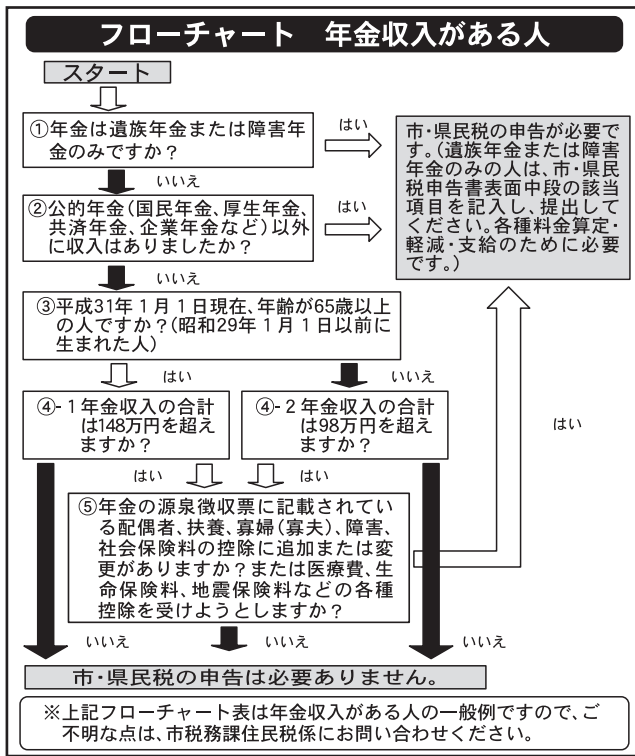 フローチャート　年金収入がある人
スタート
①年金は遺族年金または障害年
金のみですか？
はい
市・県民税の申告が必要で
す。(遺族年金または障害
年金のみの人は、市・県民
税申告書表面中段の該当
項目を記入し、提出して
ください。各種料金算定・
軽減・支給のために必要
です。)
いいえ
②公的年金(国民年金、厚生年金、
共済年金、企業年金など)以外
に収入はありましたか？
はい
いいえ
③平成31年１月１日現在、年齢が65歳以上
の人ですか？(昭和29年１月１日以前に
生まれた人)
はい
いいえ
④-１年金収入の合計
は148万円を超え
ますか？
④-２年金収入の合計
は98万円を超え
ますか？
はい
はい
はい
⑤年金の源泉徴収票に記載されてい
る配偶者、扶養、寡婦(寡夫)、障害、
社会保険料の控除に追加または変
更がありますか？または医療費、生
命保険料、地震保険料などの各種
控除を受けようとしますか？
いいえ
いいえ
いいえ
市・県民税の申告は必要ありません。
※上記フローチャート表は年金収入がある人の一般例ですので、ご
不明な点は、市税務課住民税係にお問い合わせください。